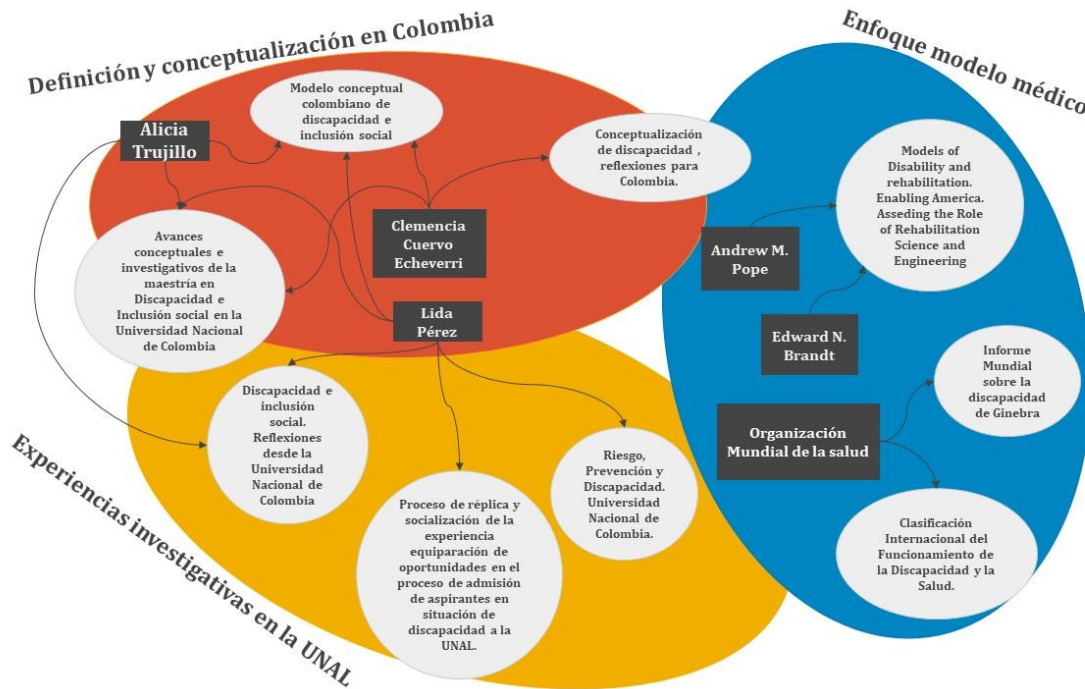 Definición y conceptualización en Colombia
Enfoque modelo médico
Experiencias investigativas en la UNAL
Alicia
Trujillo
Modelo conceptual
colombiano de
discapacidad e
inclusión social
Conceptualización
de discapacidad ,
reflexiones para
Colombia.
Clemencia
Cuervo
Echeverri
Avances
conceptuales e
investigativos de la
maestría en
Discapacidad e
Inclusión social en la
Universidad Nacional
de Colombia
Lida
Pérez
Discapacidad e
inclusión
social.
Reflexiones
desde la
Universidad
Nacional de
Colombia
Proceso de réplica y
socialización de la
experiencia
equiparación de
oportunidades en el
proceso de admisión
de aspirantes en
situación de
discapacidad a la
UNAL.
Riesgo,
Prevención y
Discapacidad.
Universidad
Nacional de
Colombia.
Models of
Disability and
rehabilitation.
Enabling America.
Asseding the Role
of Rehabilitation
Science and
Engineering
Andrew M.
Pope
Edward N.
Brandt
Informe
Mundial
sobre la
discapacidad
de Ginebra
Organización
Mundial de la salud
Clasificación
Internacional del
Funcionamiento de
la Discapacidad y la
Salud.